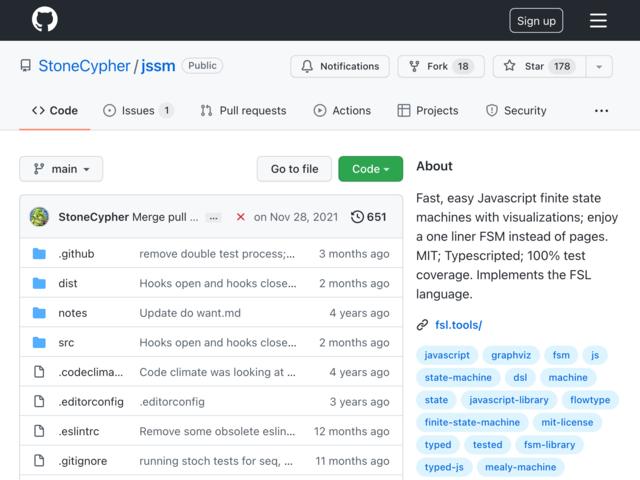 Sign up
StoneCypher / jssm Public
Notifications
Fork 18
Star 178
Code
Issues 1
Pull requests
Actions
Projects
Security
main
Go to file
Code
StoneCypher Merge pull ... on Nov 28, 2021 651
.github remove double test process;... 3 months ago
dist Hooks open and hooks close... 2 months ago
notes Update do want.md 4 years ago
src Hooks open and hooks close... 2 months ago
.codeclima... Code climate was looking at ... 4 years ago
.editorconfig .editorconfig 3 years ago
.eslintrc Remove some obsolete eslin... 12 months ago
.gitignore running stoch tests for seq, ... 11 months ago
About
Fast, easy Javascript finite state
machines with visualizations; enjoy
a one liner FSM instead of pages.
MIT; Typescripted; 100% test
coverage. Implements the FSL
language.
fsl.tools/
javascript graphviz fsm js
state-machine dsl machine
state javascript-library flowtype
finite-state-machine mit-license
typed tested fsm-library
typed-js mealy-machine